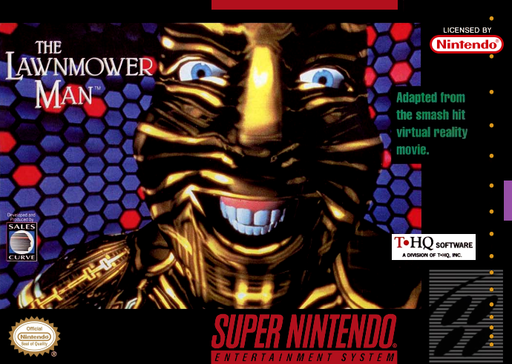 LICENSED BY
Nintendo®
THE
LAWNMOWER
MAN™
Adapted from
the smash hit
virtual reality
movie.
Developed and
Produced by
SALES
CURVE
T•HQ SOFTWARE
A DIVISION OF T•HQ, INC.
Official
Nintendo
Seal of Quality
®
SUPER NINTENDO®
ENTERTAINMENT SYSTEM